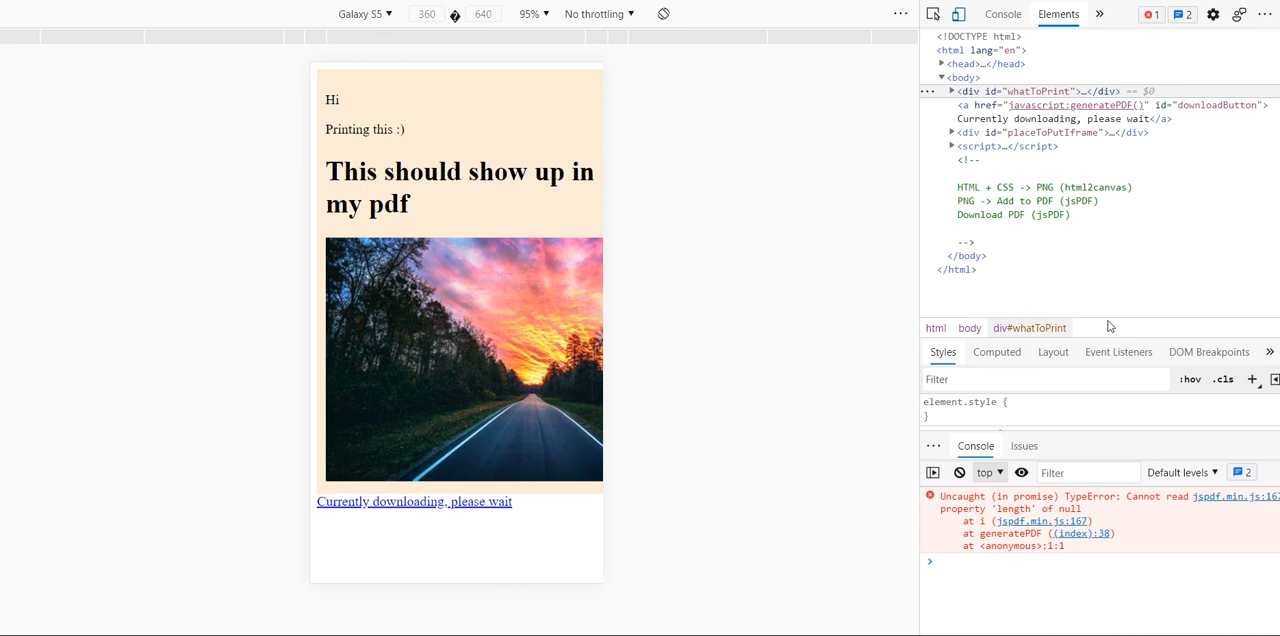 Galaxy S5 ▼ 360 � 640 95% ▼ No throttling ▼
Hi
Printing this :)
This should show up in
my pdf
Currently downloading, please wait
Console Elements » 1 2
<!DOCTYPE html>
<html lang="en">
▶<head>…</head>
▼<body>
▶<div id="whatToPrint">…</div> == $0
<a href="javascript:generatePDF()" id="downloadButton">
Currently downloading, please wait</a>
▶<div id="placeToPutIframe">…</div>
▶<script>…</script>
<!--
HTML + CSS -> PNG (html2canvas)
PNG -> Add to PDF (jsPDF)
Download PDF (jsPDF)
-->
</body>
</html>
html body div#whatToPrint
Styles Computed Layout Event Listeners DOM Breakpoints »
Filter :hov .cls +
element.style {
}
Console Issues
top ▼ Filter Default levels ▼ 2
Uncaught (in promise) TypeError: Cannot read jspdf.min.js:167
property 'length' of null
at i (jspdf.min.js:167)
at generatePDF ((index):38)
at <anonymous>:1:1